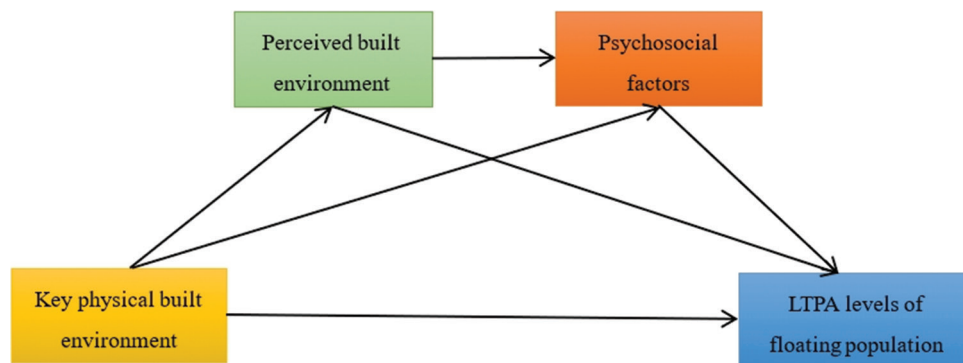 Perceived built
environment
Psychosocial
factors
Key physical built
environment
LTPA levels of
floating population